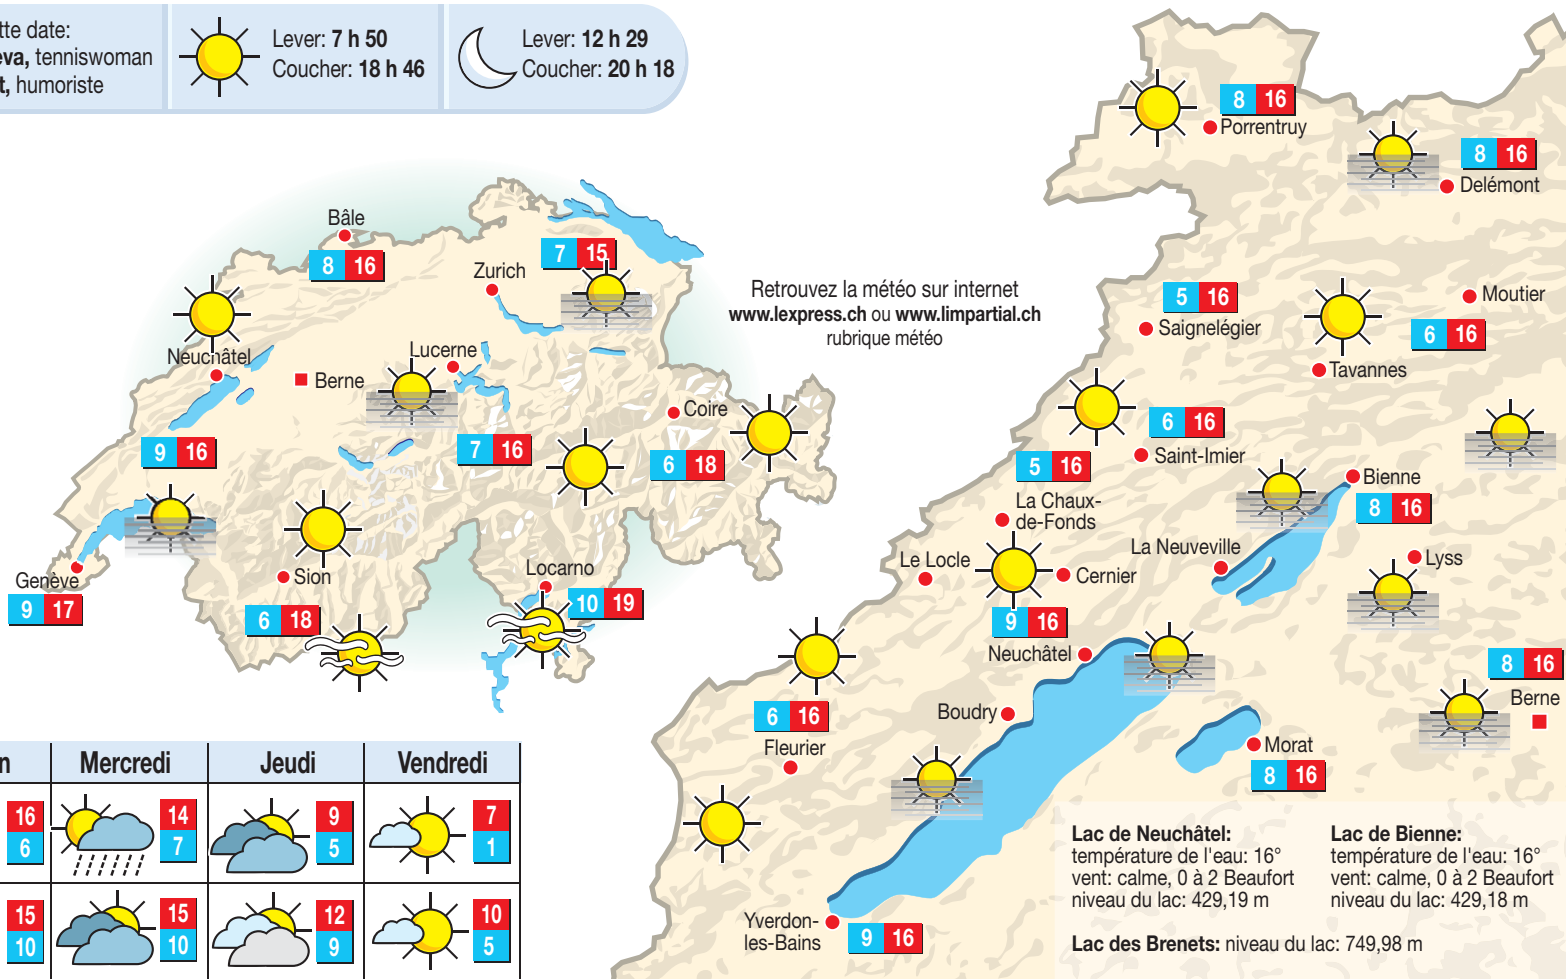 tte date:
eva, tenniswoman
t, humoriste
Lever: 7 h 50
Coucher: 18 h 46
Lever: 12 h 29
Coucher: 20 h 18
Bâle
8 16
Zurich
7 15
Neuchâtel
9 16
Berne
Lucerne
7 16
Coire
6 18
Genève
9 17
Sion
6 18
Locarno
10 19
Retrouvez la météo sur internet
www.lexpress.ch ou www.limpartial.ch
rubrique météo
8 16
Porrentruy
8 16
Delémont
5 16
Saignelégier
Moutier
6 16
Tavannes
6 16
Saint-Imier
5 16
La Chaux-
de-Fonds
Bienne
8 16
La Neuveville
Lyss
Le Locle
Cernier
9 16
Neuchâtel
8 16
Berne
6 16
Fleurier
Boudry
Morat
8 16
Yverdon-
les-Bains
9 16
n
Mercredi
Jeudi
Vendredi
16
6
14
7
9
5
7
1
15
10
15
10
12
9
10
5
Lac de Neuchâtel:
température de l'eau: 16°
vent: calme, 0 à 2 Beaufort
niveau du lac: 429,19 m
Lac de Bienne:
température de l'eau: 16°
vent: calme, 0 à 2 Beaufort
niveau du lac: 429,18 m
Lac des Brenets: niveau du lac: 749,98 m